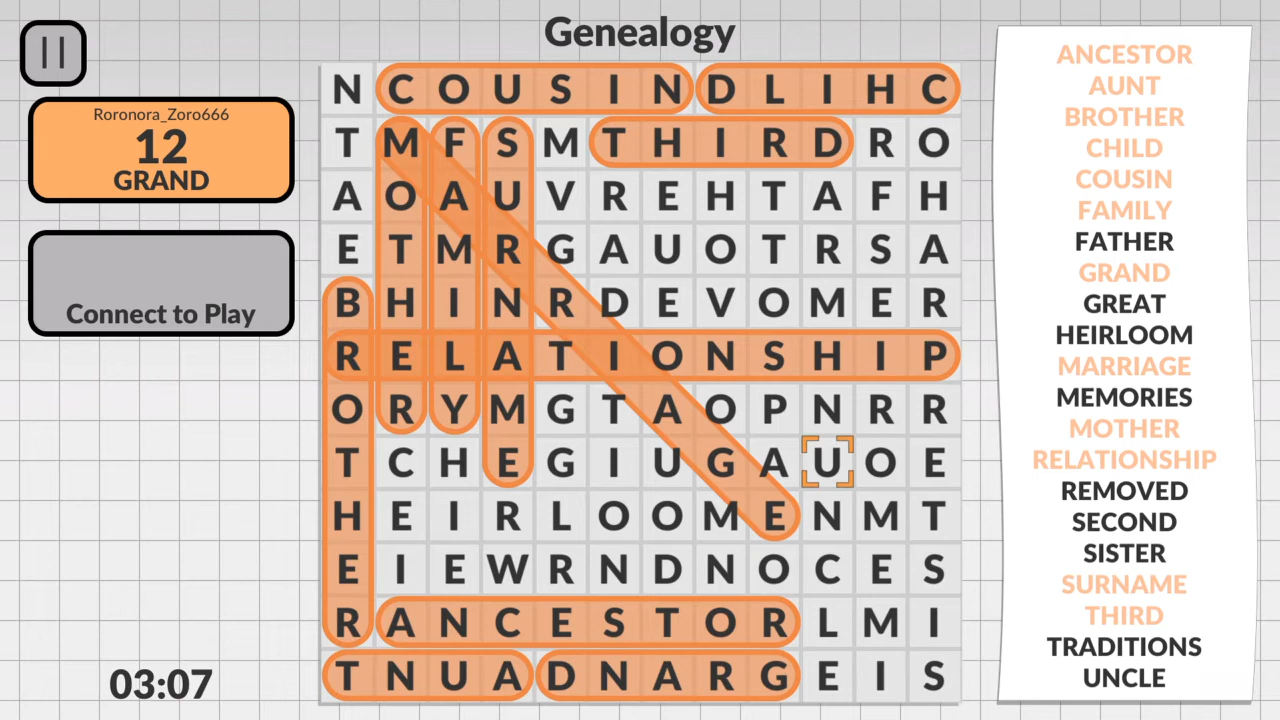 Genealogy
Roronora_Zoro666
12
GRAND
Connect to Play
03:07
N C O U S I N D L I H C
T M F S M T H I R D R O
A O A U V R E H T A F H
E T M R G A U O T R S A
B H I N R D E V O M E R
R E L A T I O N S H I P
O R Y M G T A O P N R R
T C H E G I U G A U O E
H E I R L O O M E N M T
E I E W R N D N O C E S
R A N C E S T O R L M I
T N U A D N A R G E I S
ANCESTOR
AUNT
BROTHER
CHILD
COUSIN
FAMILY
FATHER
GRAND
GREAT
HEIRLOOM
MARRIAGE
MEMORIES
MOTHER
RELATIONSHIP
REMOVED
SECOND
SISTER
SURNAME
THIRD
TRADITIONS
UNCLE